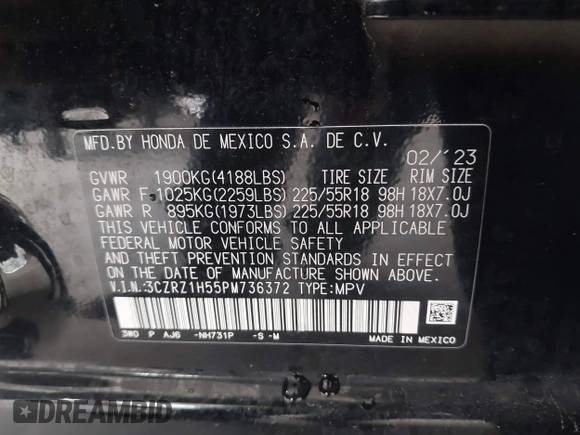 MFD.BY HONDA DE MEXICO S.A. DE C.V.
02/'23
GVWR 1900KG(4188LBS) TIRE SIZE RIM SIZE
GAWR F 1025KG(2259LBS) 225/55R18 98H 18X7.0J
GAWR R 895KG(1973LBS) 225/55R18 98H 18X7.0J
THIS VEHICLE CONFORMS TO ALL APPLICABLE
FEDERAL MOTOR VEHICLE SAFETY
AND THEFT PREVENTION STANDARDS IN EFFECT
ON THE DATE OF MANUFACTURE SHOWN ABOVE.
V.I.N.:3CZRZ1H55PM736372 TYPE:MPV
3W0 P AJ6 -NH731P -S -M MADE IN MEXICO
DREAMBID